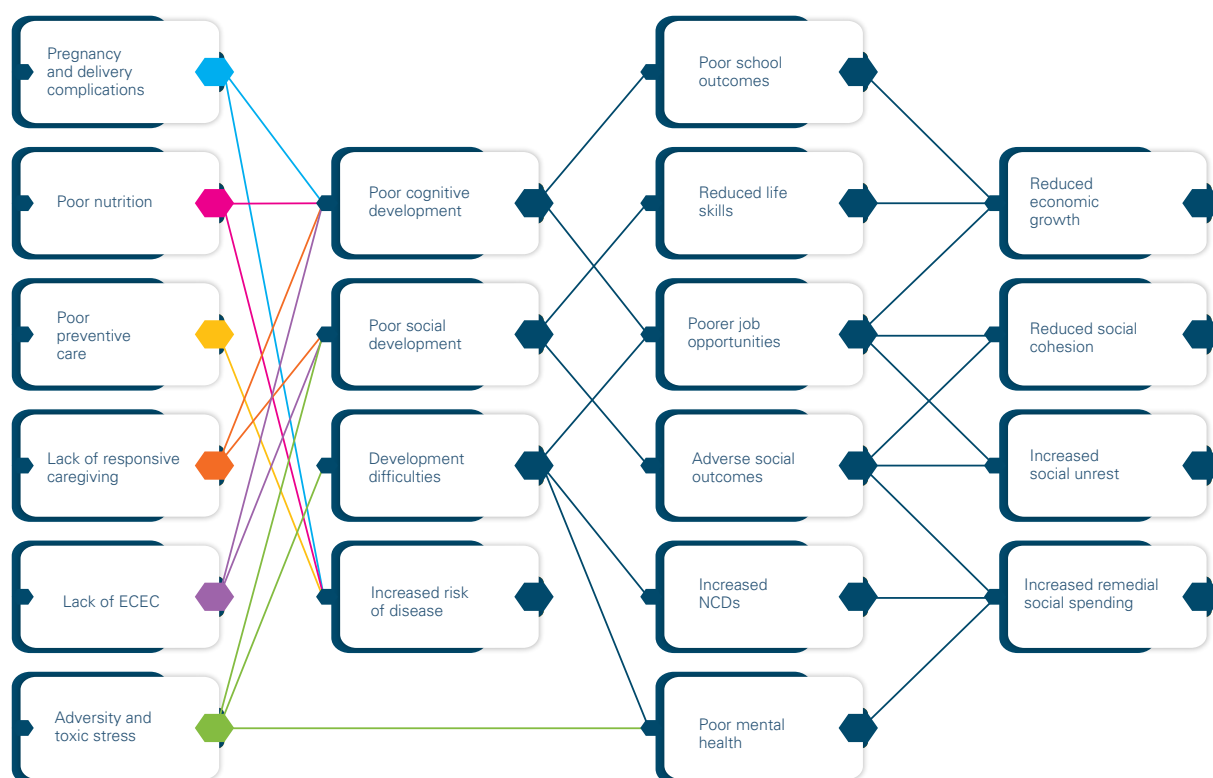 Pregnancy
and delivery
complications
Poor nutrition
Poor
preventive
care
Lack of responsive
caregiving
Lack of ECEC
Adversity and
toxic stress
Poor cognitive
development
Poor social
development
Development
difficulties
Increased risk
of disease
Poor school
outcomes
Reduced life
skills
Poorer job
opportunities
Adverse social
outcomes
Increased
NCDs
Poor mental
health
Reduced
economic
growth
Reduced social
cohesion
Increased
social unrest
Increased remedial
social spending